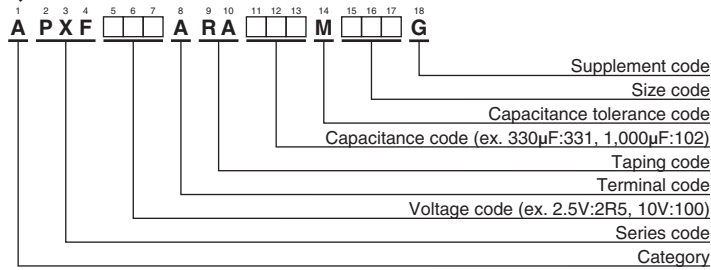 1 2 3 4 5 6 7 8 9 10 11 12 13 14 15 16 17 18
A P X F A R A M G
Supplement code
Size code
Capacitance tolerance code
Capacitance code (ex. 330μF:331, 1,000μF:102)
Taping code
Terminal code
Voltage code (ex. 2.5V:2R5, 10V:100)
Series code
Category